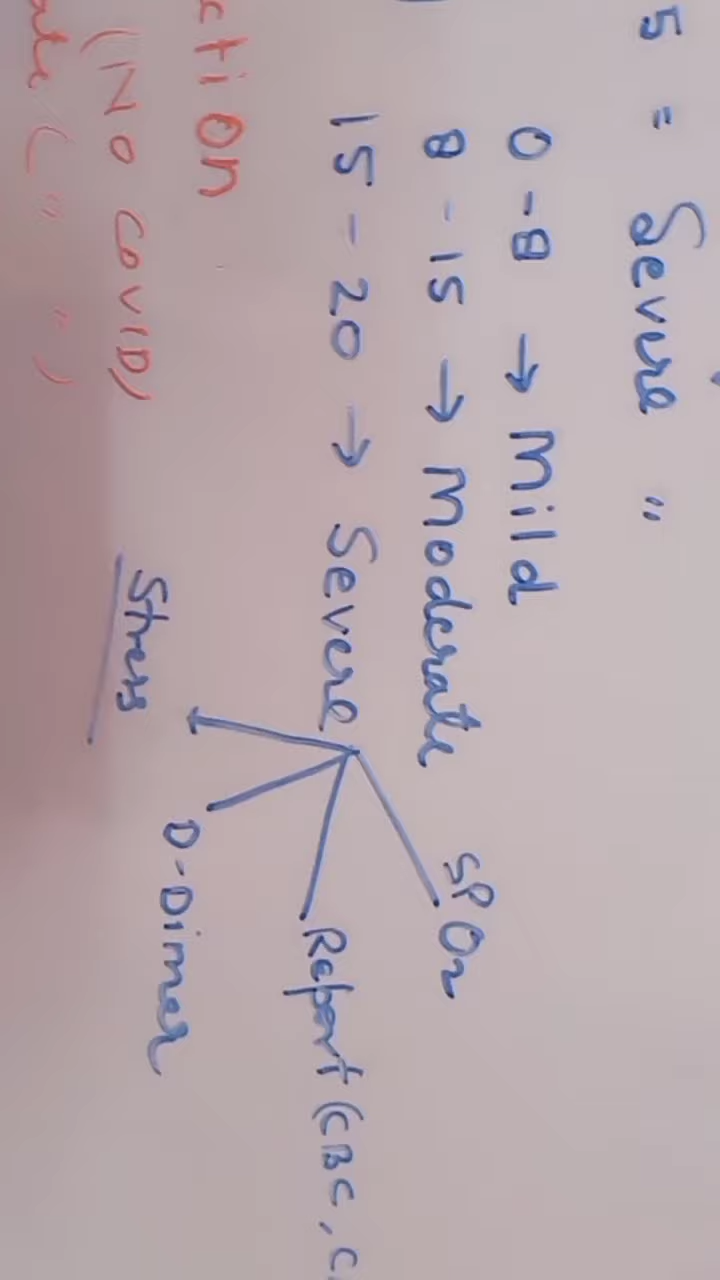 5 = Severe "
0 - 8 → Mild
8 - 15 → Moderate
15 - 20 → Severe
SPO2
Report (CBC, C
D-Dimer
Stress
ction
(NO COVID)
ate ( " " )